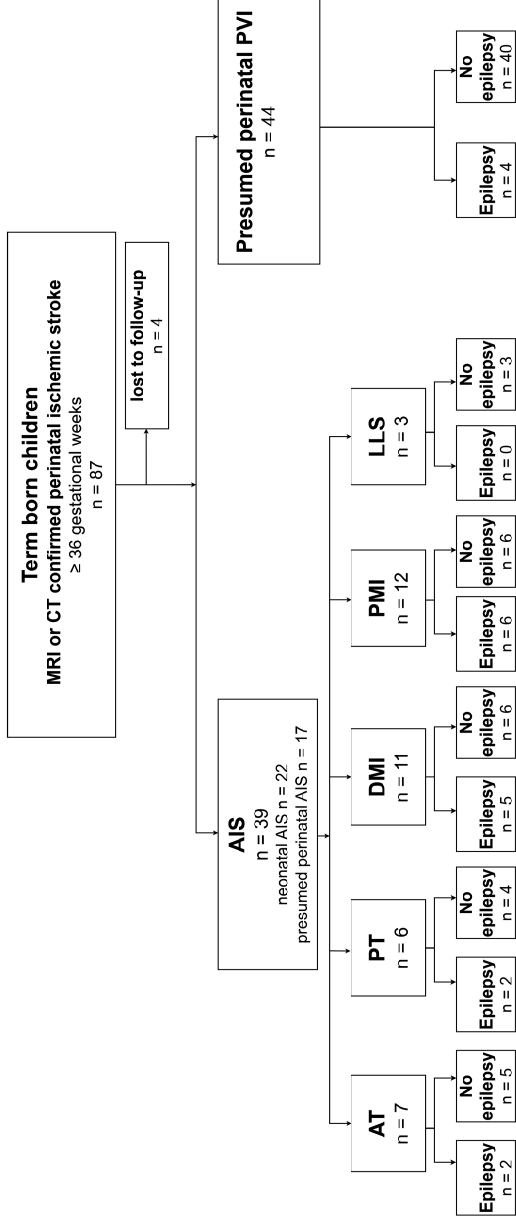 Term born children
MRI or CT confirmed perinatal ischemic stroke
≥ 36 gestational weeks
n = 87
lost to follow-up
n = 4
AIS
n = 39
neonatal AIS n = 22
presumed perinatal AIS n = 17
Presumed perinatal PVI
n = 44
AT
n = 7
PT
n = 6
DMI
n = 11
PMI
n = 12
LLS
n = 3
Epilepsy
n = 2
No
epilepsy
n = 5
Epilepsy
n = 2
No
epilepsy
n = 4
Epilepsy
n = 5
No
epilepsy
n = 6
Epilepsy
n = 6
No
epilepsy
n = 6
Epilepsy
n = 0
No
epilepsy
n = 3
Epilepsy
n = 4
No
epilepsy
n = 40